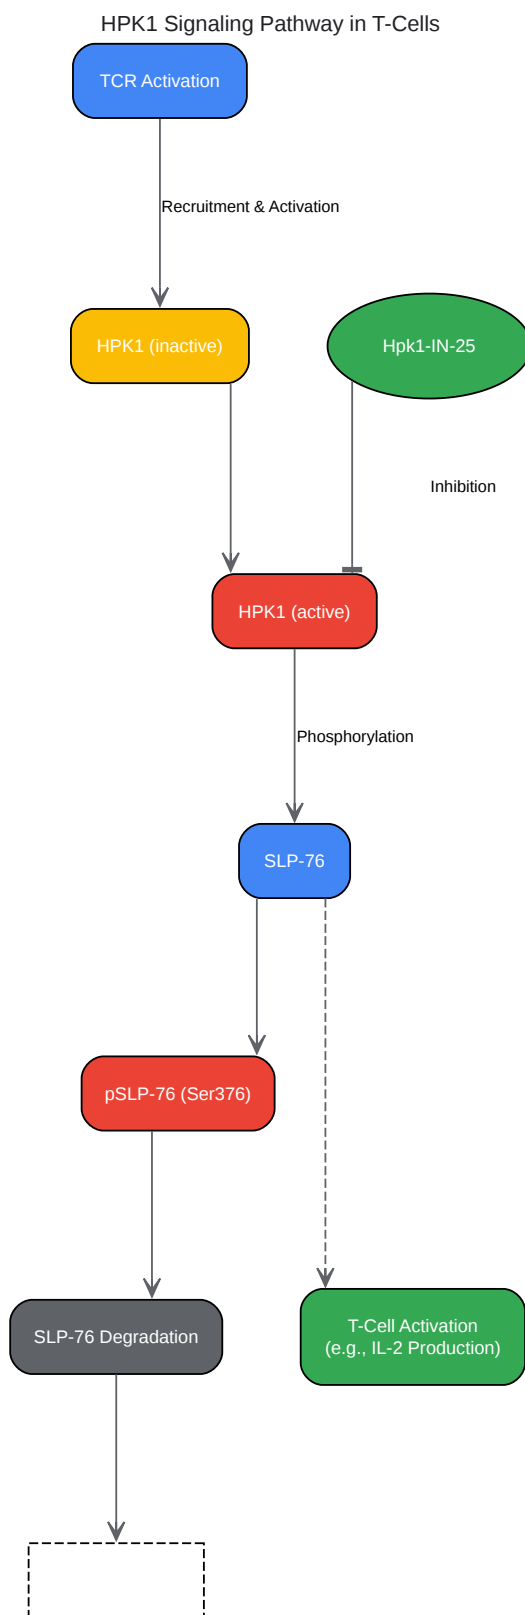 HPK1 Signaling Pathway in T-Cells
TCR Activation
Recruitment & Activation
HPK1 (inactive)
Hpk1-IN-25
Inhibition
HPK1 (active)
Phosphorylation
SLP-76
pSLP-76 (Ser376)
SLP-76 Degradation
T-Cell Activation
(e.g., IL-2 Production)